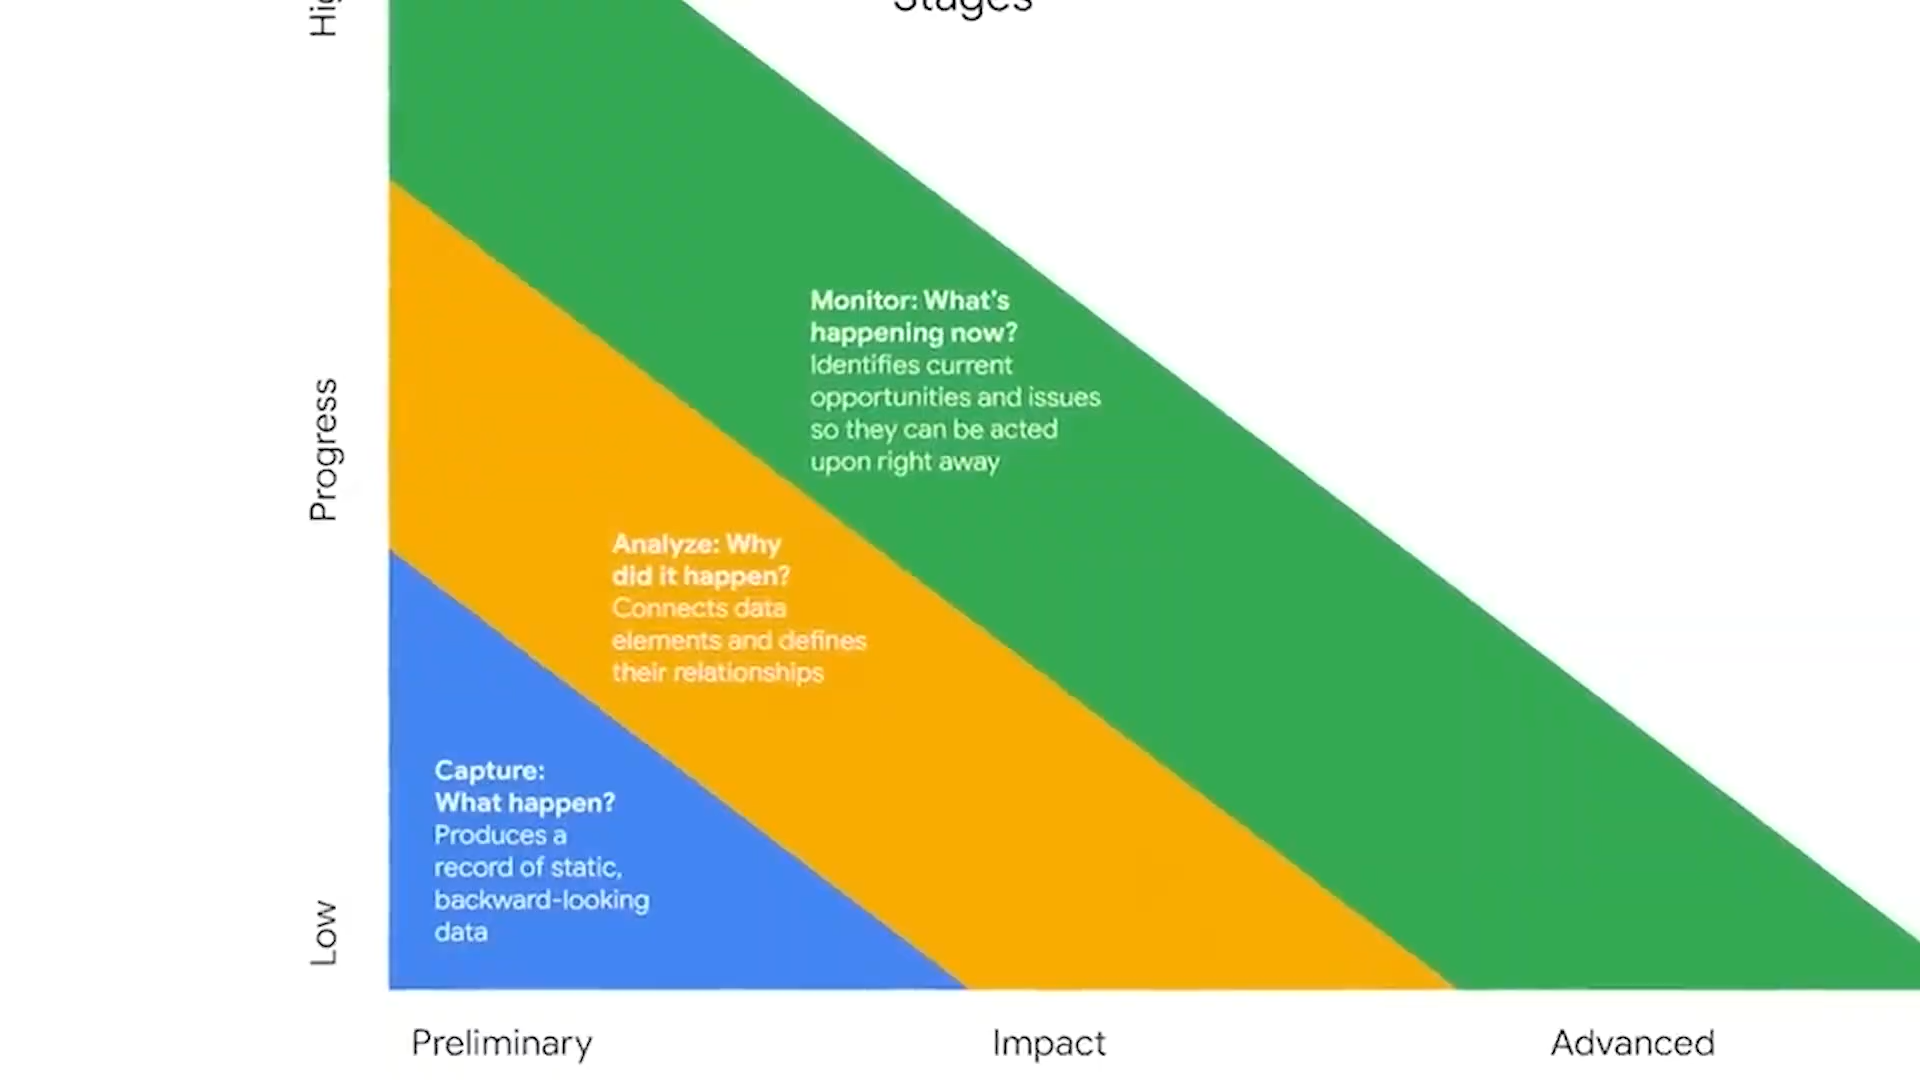 Stages
Monitor: What's
happening now?
Identifies current
opportunities and issues
so they can be acted
upon right away
Progress
Analyze: Why
did it happen?
Connects data
elements and defines
their relationships
Capture:
What happen?
Produces a
record of static,
backward-looking
data
Low
Preliminary
Impact
Advanced